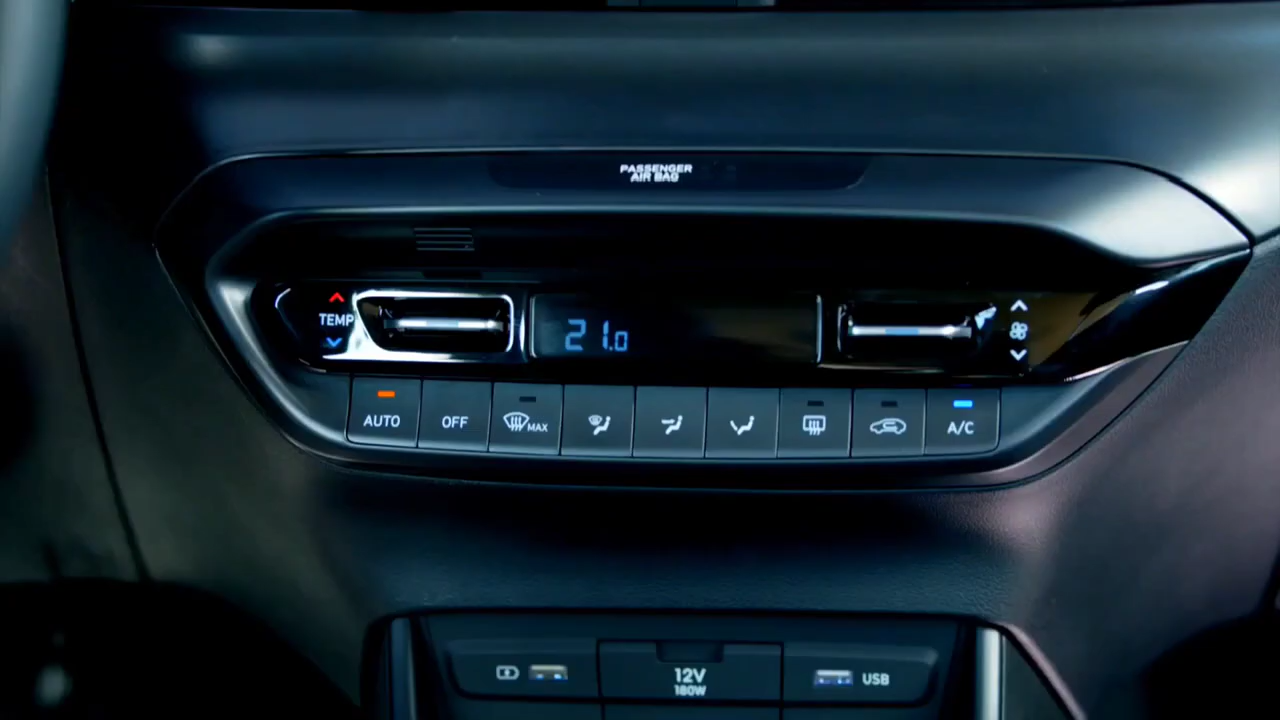 PASSENGER
AIR BAG
TEMP
21.0
AUTO
OFF
MAX
A/C
12V
180W
USB